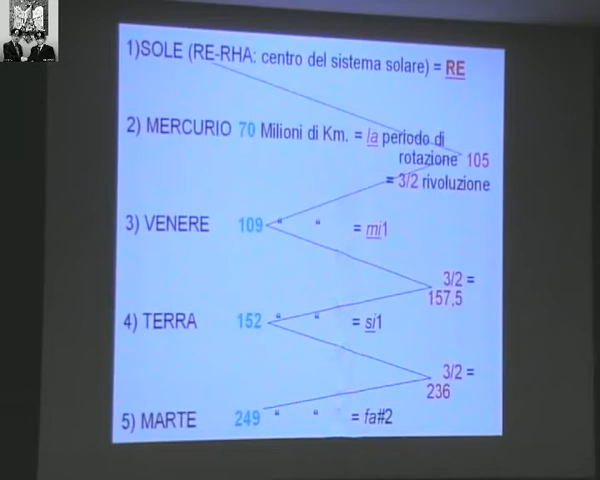 1)SOLE (RE-RHA: centro del sistema solare) = RE
2) MERCURIO 70 Milioni di Km. = la periodo di
rotazione 105
= 3/2 rivoluzione
3) VENERE 109 “ “ = mi1
3/2 =
157,5
4) TERRA 152 “ “ = si1
3/2 =
236
5) MARTE 249 “ “ = fa#2